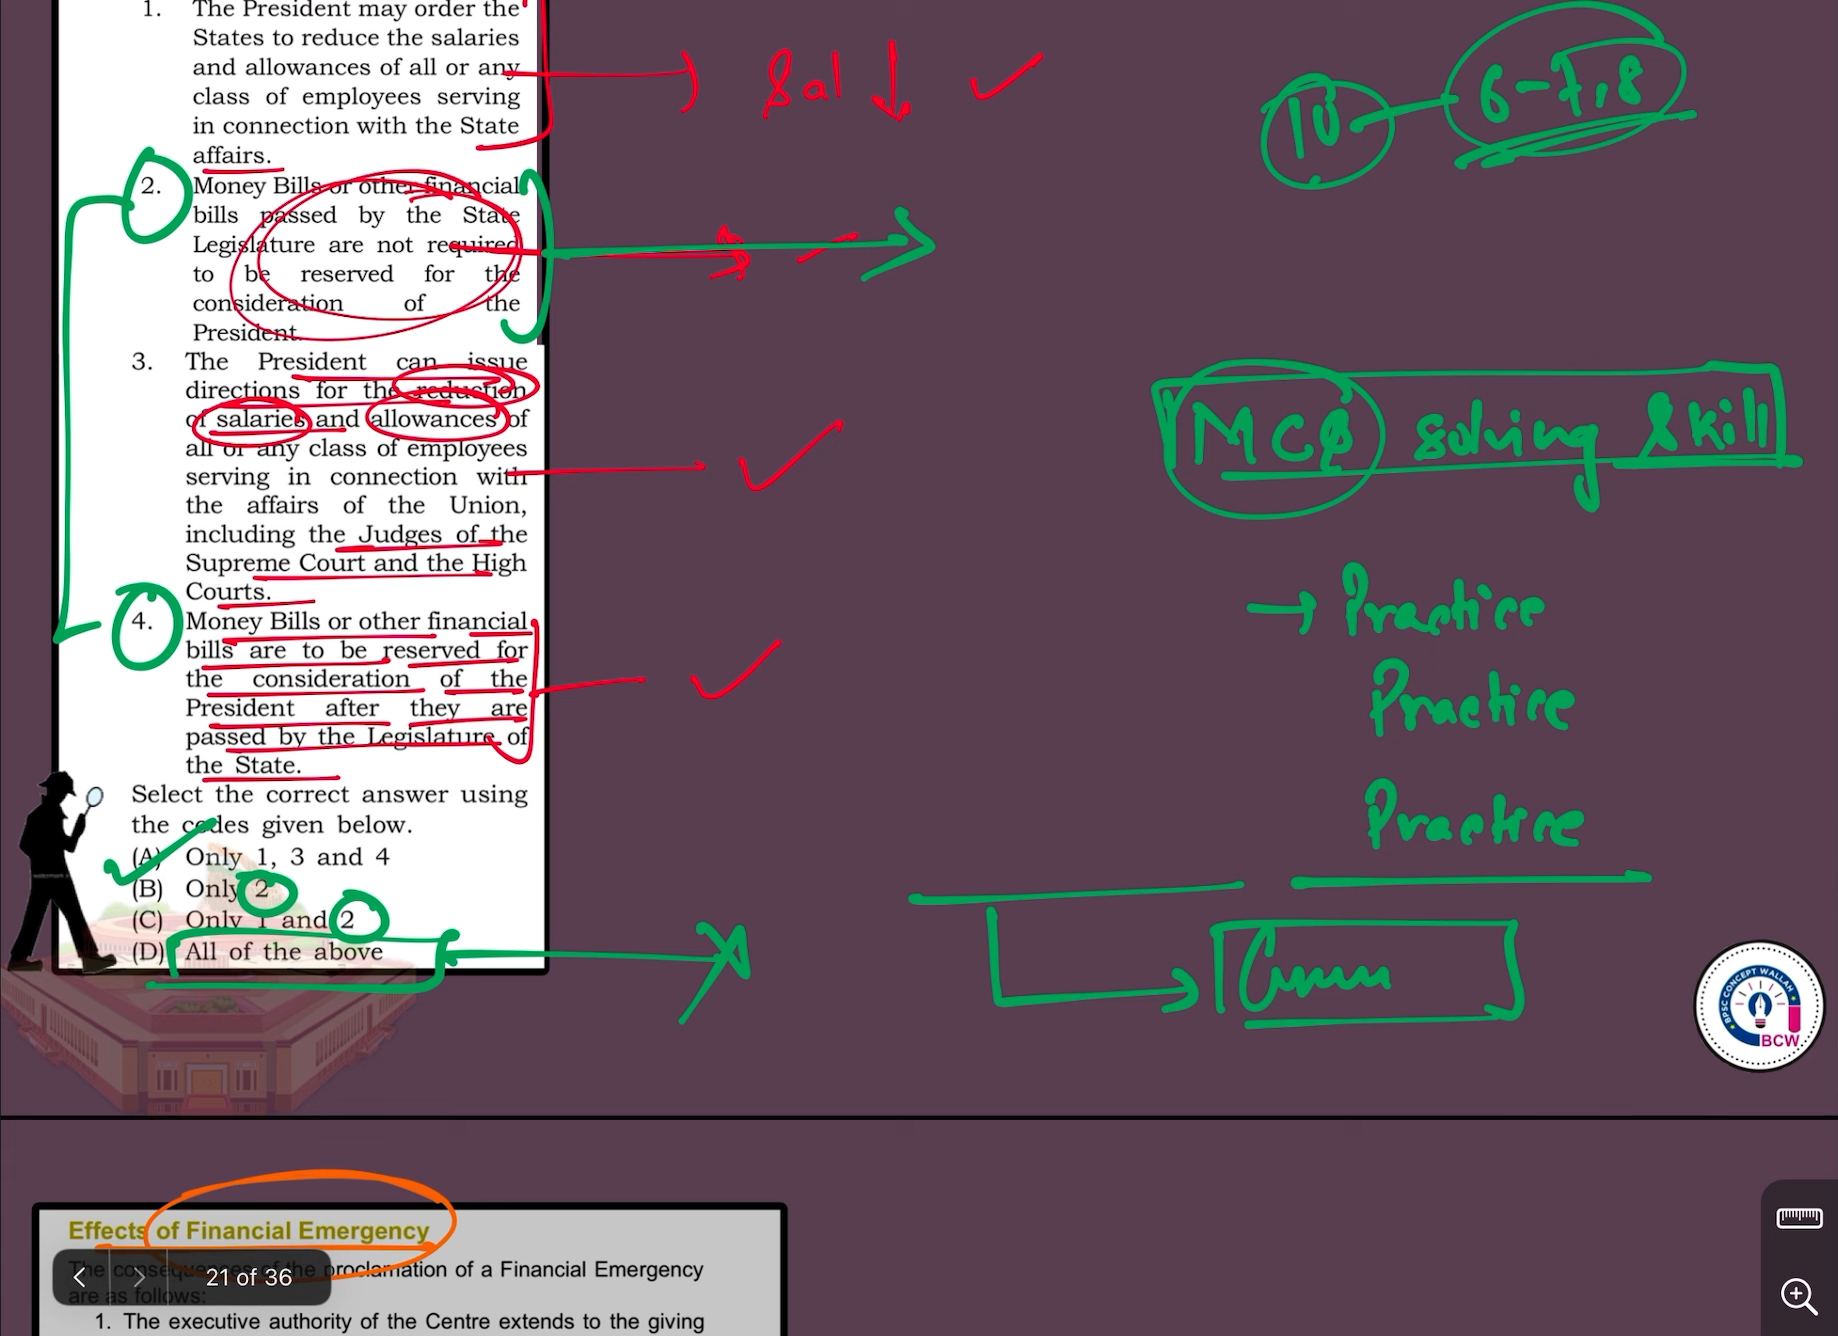 1. The President may order the
States to reduce the salaries
and allowances of all or any
class of employees serving
in connection with the State
affairs.
2. Money Bills or other financial
bills passed by the State
Legislature are not required
to be reserved for the
consideration of the
President.
3. The President can issue
directions for the reduction
of salaries and allowances of
all or any class of employees
serving in connection with
the affairs of the Union,
including the Judges of the
Supreme Court and the High
Courts.
4. Money Bills or other financial
bills are to be reserved for
the consideration of the
President after they are
passed by the Legislature of
the State.
Select the correct answer using
the codes given below.
(A) Only 1, 3 and 4
(B) Only 2
(C) Only 1 and 2
(D) All of the above
Sal ↓ ✓
10 - 6-7,8
MCQ solving skill
→ Practice
Practice
Practice
BPSC CONCEPT WALLAH
BCW
Effects of Financial Emergency
The consequences of the proclamation of a Financial Emergency
are as follows:
21 of 36
1. The executive authority of the Centre extends to the giving